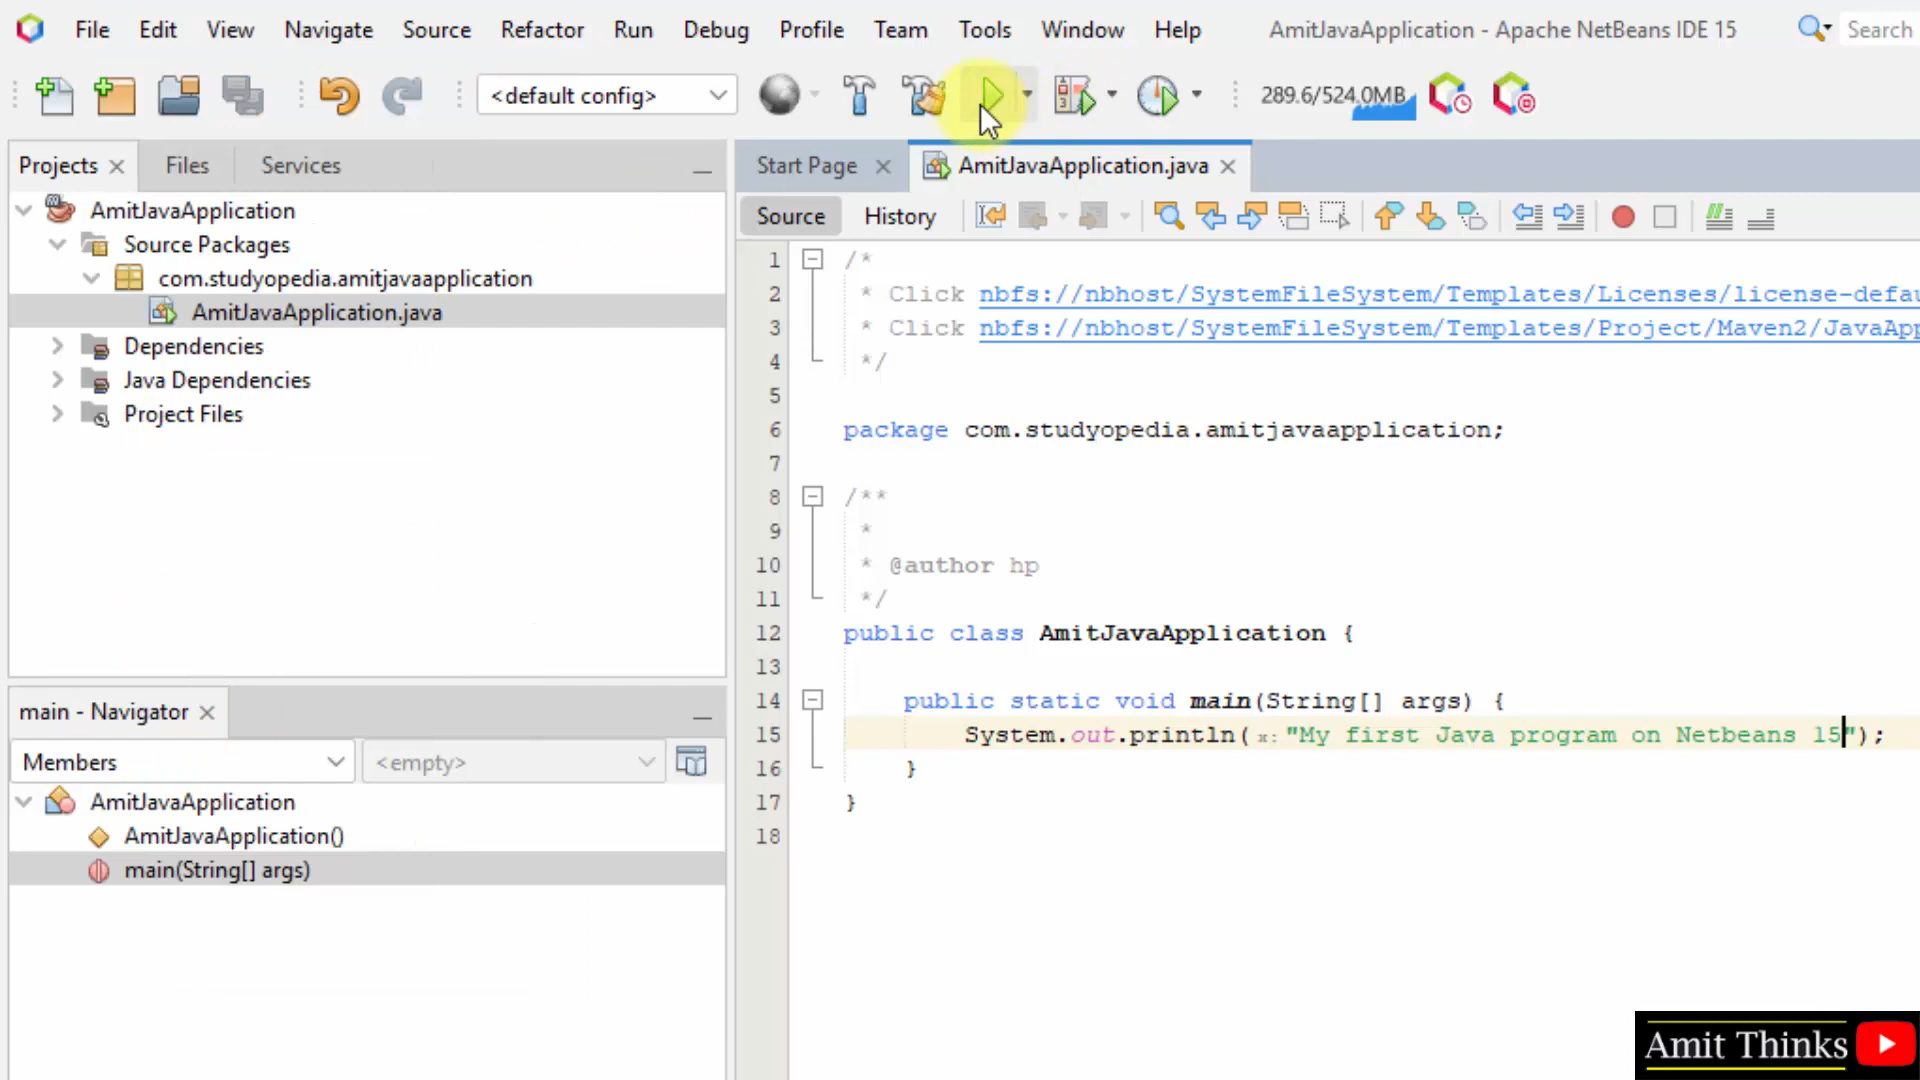 File Edit View Navigate Source Refactor Run Debug Profile Team Tools Window Help AmitJavaApplication - Apache NetBeans IDE 15 Search
<default config> 289.6/524.0MB
Projects Files Services
AmitJavaApplication
Source Packages
com.studyopedia.amitjavaapplication
AmitJavaApplication.java
Dependencies
Java Dependencies
Project Files
main - Navigator
Members <empty>
AmitJavaApplication
AmitJavaApplication()
main(String[] args)
Start Page AmitJavaApplication.java
Source History
1 /*
2 * Click nbfs://nbhost/SystemFileSystem/Templates/Licenses/license-defau
3 * Click nbfs://nbhost/SystemFileSystem/Templates/Project/Maven2/JavaApp
4 */
5
6 package com.studyopedia.amitjavaapplication;
7
8 /**
9 *
10 * @author hp
11 */
12 public class AmitJavaApplication {
13
14 public static void main(String[] args) {
15 System.out.println( x: "My first Java program on Netbeans 15");
16 }
17 }
18
Amit Thinks